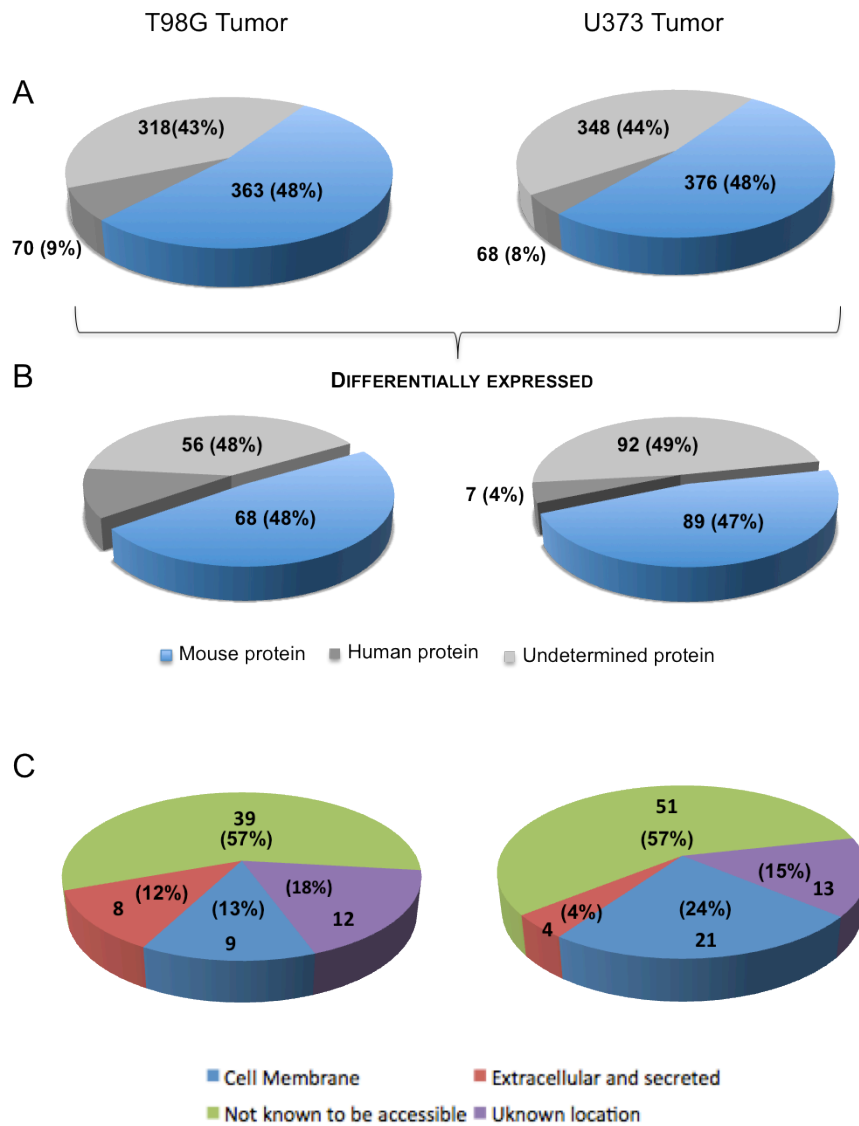 T98G Tumor
U373 Tumor
A
318(43%)
363 (48%)
70 (9%)
348 (44%)
376 (48%)
68 (8%)
DIFFERENTIALLY EXPRESSED
B
56 (48%)
68 (48%)
92 (49%)
7 (4%)
89 (47%)
Mouse protein
Human protein
Undetermined protein
C
39
(57%)
(12%)
8
(13%)
9
(18%)
12
51
(57%)
(15%)
13
(4%)
4
(24%)
21
Cell Membrane
Extracellular and secreted
Not known to be accessible
Uknown location